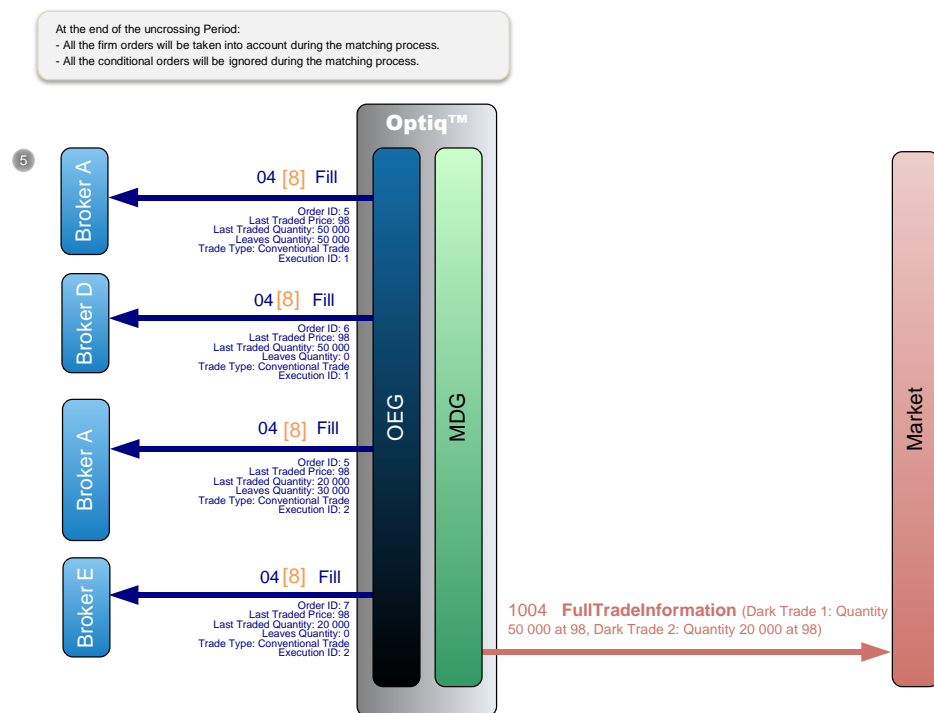 At the end of the uncrossing Period:
- All the firm orders will be taken into account during the matching process.
- All the conditional orders will be ignored during the matching process.
Optiq™
5
Broker A
04 [8] Fill
Order ID: 5
Last Traded Price: 98
Last Traded Quantity: 50 000
Leaves Quantity: 50 000
Trade Type: Conventional Trade
Execution ID: 1
Broker D
04 [8] Fill
Order ID: 6
Last Traded Price: 98
Last Traded Quantity: 50 000
Leaves Quantity: 0
Trade Type: Conventional Trade
Execution ID: 1
OEG
MDG
Market
Broker A
04 [8] Fill
Order ID: 5
Last Traded Price: 98
Last Traded Quantity: 20 000
Leaves Quantity: 30 000
Trade Type: Conventional Trade
Execution ID: 2
Broker E
04 [8] Fill
Order ID: 7
Last Traded Price: 98
Last Traded Quantity: 20 000
Leaves Quantity: 0
Trade Type: Conventional Trade
Execution ID: 2
1004 FullTradeInformation (Dark Trade 1: Quantity
50 000 at 98, Dark Trade 2: Quantity 20 000 at 98)